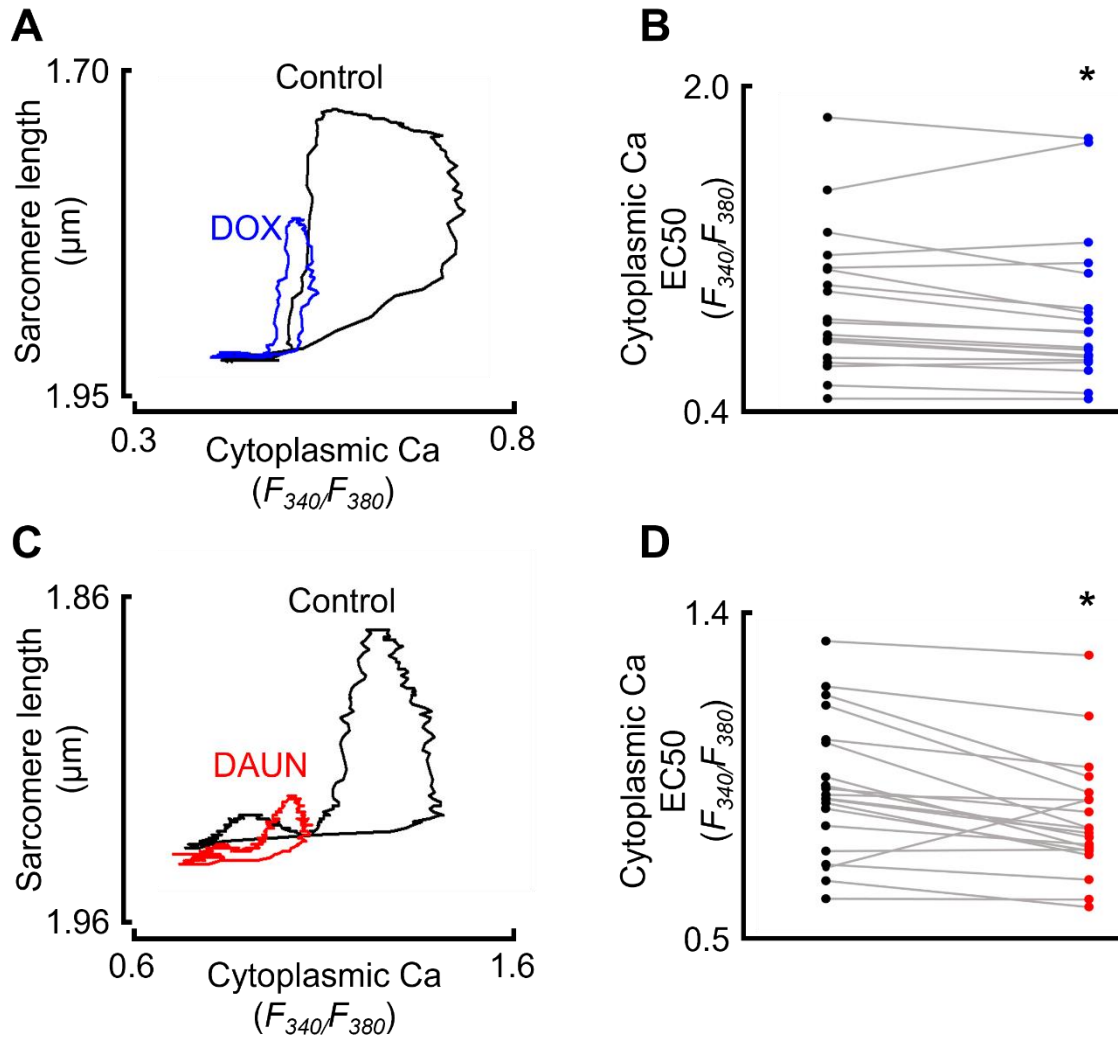 A
1.70
Control
DOX
Sarcomere length
(µm)
1.95
0.3
0.8
Cytoplasmic Ca
(F340/F380)
B
*
2.0
Cytoplasmic Ca
EC50
(F340/F380)
0.4
C
1.86
Control
DAUN
Sarcomere length
(µm)
1.96
0.6
1.6
Cytoplasmic Ca
(F340/F380)
D
*
1.4
Cytoplasmic Ca
EC50
(F340/F380)
0.5